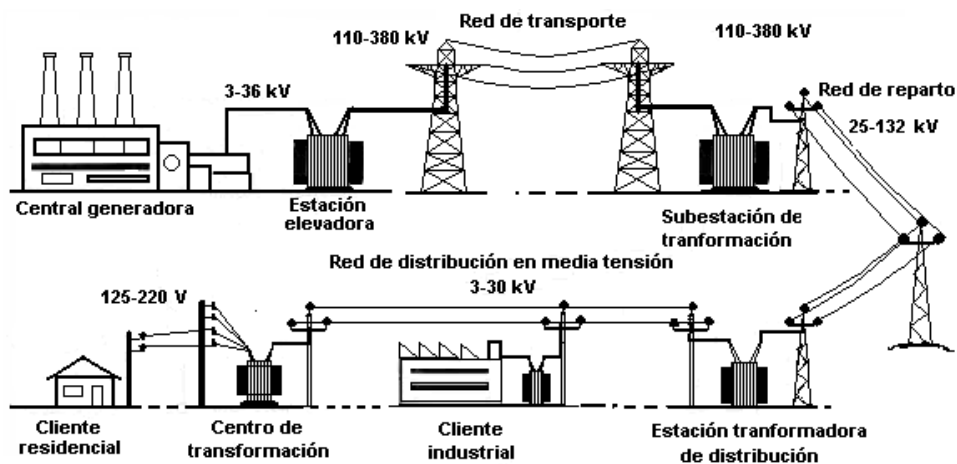 Red de transporte
110-380 kV
110-380 kV
3-36 kV
Red de reparto
25-132 kV
Central generadora
Estación
elevadora
Subestación de
tranformación
Red de distribución en media tensión
3-30 kV
125-220 V
Cliente
residencial
Centro de
transformación
Cliente
industrial
Estación tranformadora
de distribución